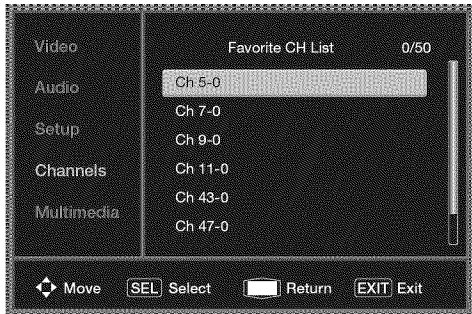 Video
Audio
Setup
Channels
Multimedia
Favorite CH List 0/50
Ch 5-0
Ch 7-0
Ch 9-0
Ch 11-0
Ch 43-0
Ch 47-0
Move SEL Select Return EXIT Exit